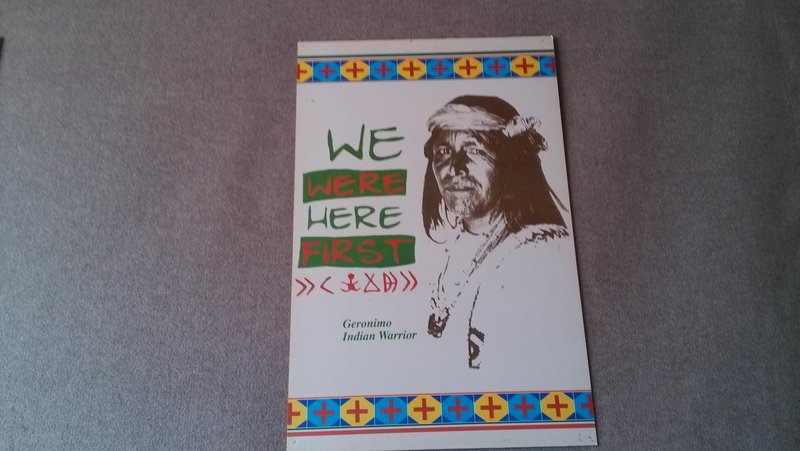 WE
WERE
HERE
FIRST
Geronimo
Indian Warrior